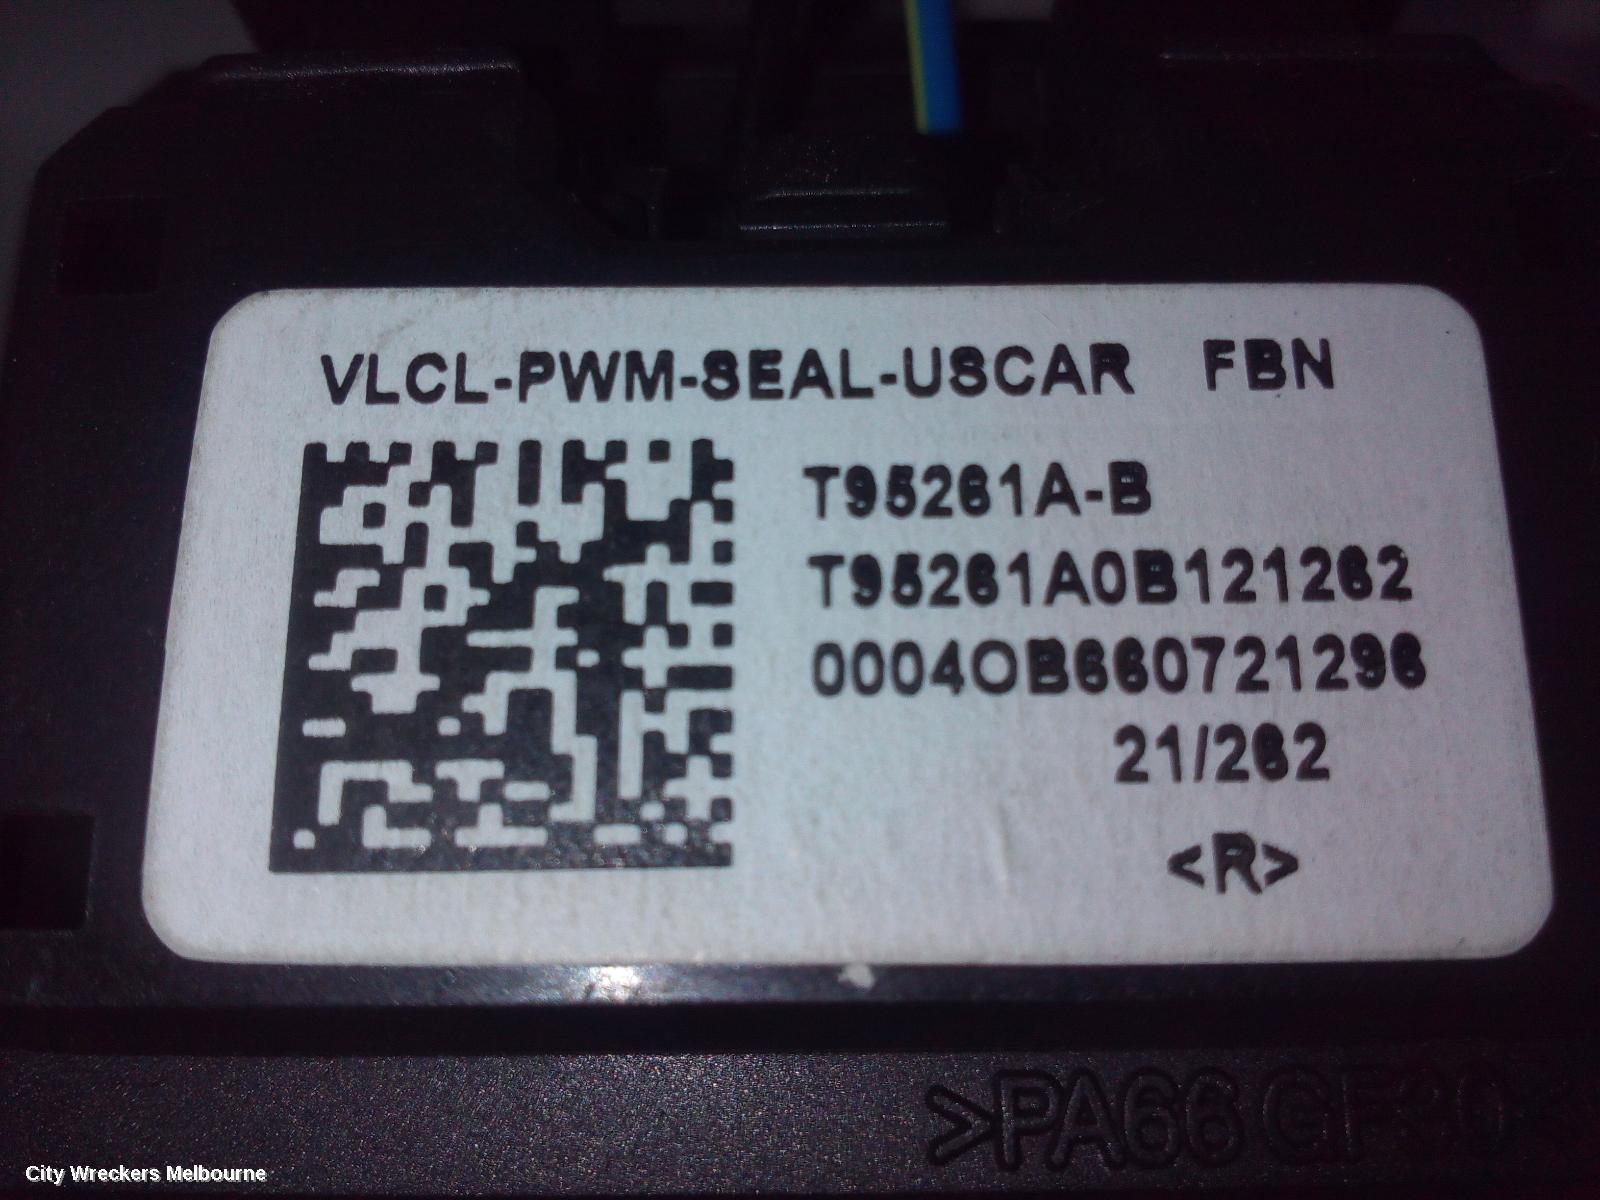 VLCL-PWM-SEAL-USCAR FBN
T95261A-B
T95261A0B121262
0004OB660721296
21/262
<R>
>PA66 GF30<
City Wreckers Melbourne